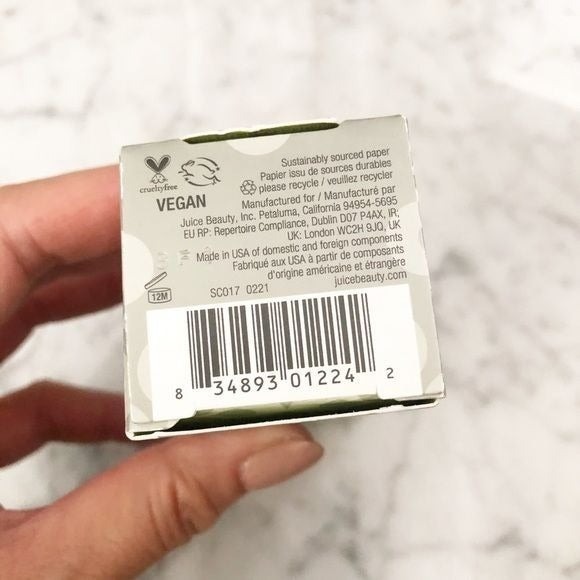 Sustainably sourced paper
Papier issu de sources durables
please recycle / veuillez recycler
crueltyfree
VEGAN
Manufactured for / Manufacturé par
Juice Beauty, Inc. Petaluma, California 94954-5695
EU RP: Repertoire Compliance, Dublin D07 P4AX, IR;
UK: London WC2H 9JQ, UK
Made in USA of domestic and foreign components
Fabriqué aux USA à partir de composants
d'origine américaine et étrangère
12M
SC017 0221
juicebeauty.com
8 34893 01224 2